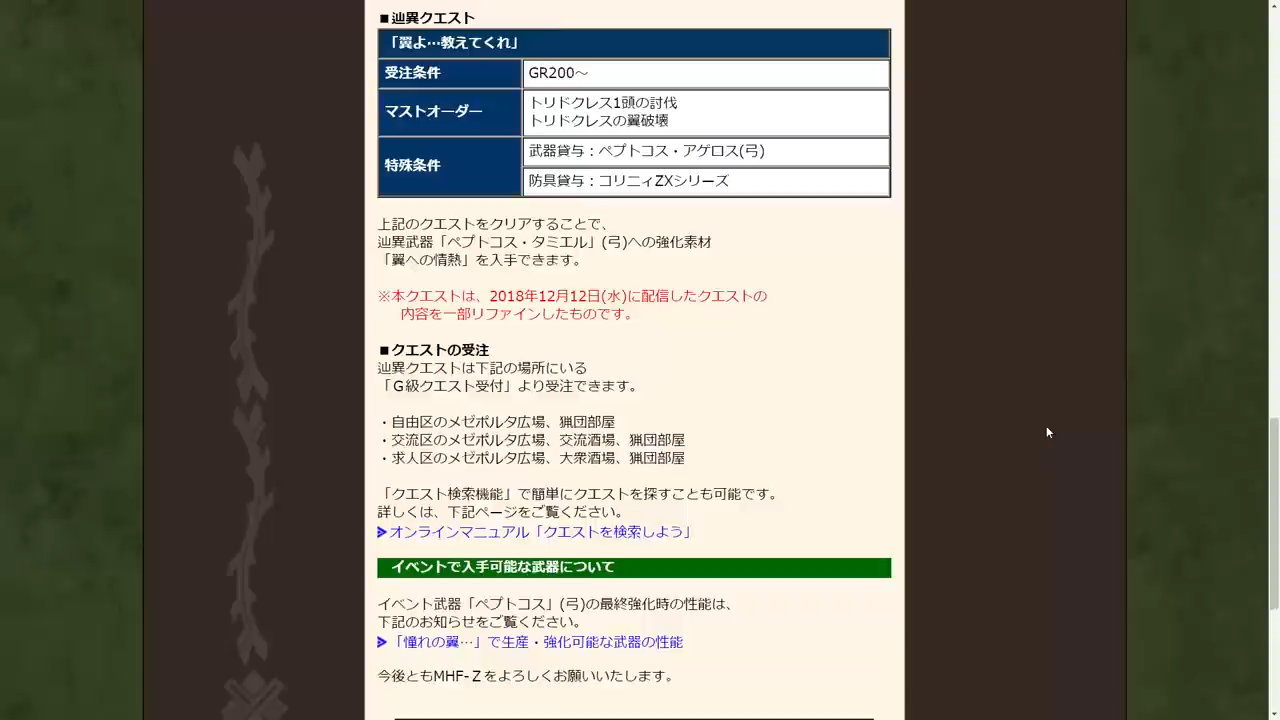 ■辿異クエスト
「翼よ…教えてくれ」
受注条件
GR200～
マストオーダー
トリドクレス1頭の討伐
トリドクレスの翼破壊
特殊条件
武器貸与：ペプトコス・アゲロス(弓)
防具貸与：コリニィZXシリーズ
上記のクエストをクリアすることで、
辿異武器「ペプトコス・タミエル」(弓)への強化素材
「翼への情熱」を入手できます。
※本クエストは、2018年12月12日(水)に配信したクエストの
内容を一部リファインしたものです。
■クエストの受注
辿異クエストは下記の場所にいる
「Ｇ級クエスト受付」より受注できます。
・自由区のメゼポルタ広場、猟団部屋
・交流区のメゼポルタ広場、交流酒場、猟団部屋
・求人区のメゼポルタ広場、大衆酒場、猟団部屋
「クエスト検索機能」で簡単にクエストを探すことも可能です。
詳しくは、下記ページをご覧ください。
オンラインマニュアル「クエストを検索しよう」
イベントで入手可能な武器について
イベント武器「ペプトコス」(弓)の最終強化時の性能は、
下記のお知らせをご覧ください。
「憧れの翼…」で生産・強化可能な武器の性能
今後ともMHF-Ｚをよろしくお願いいたします。